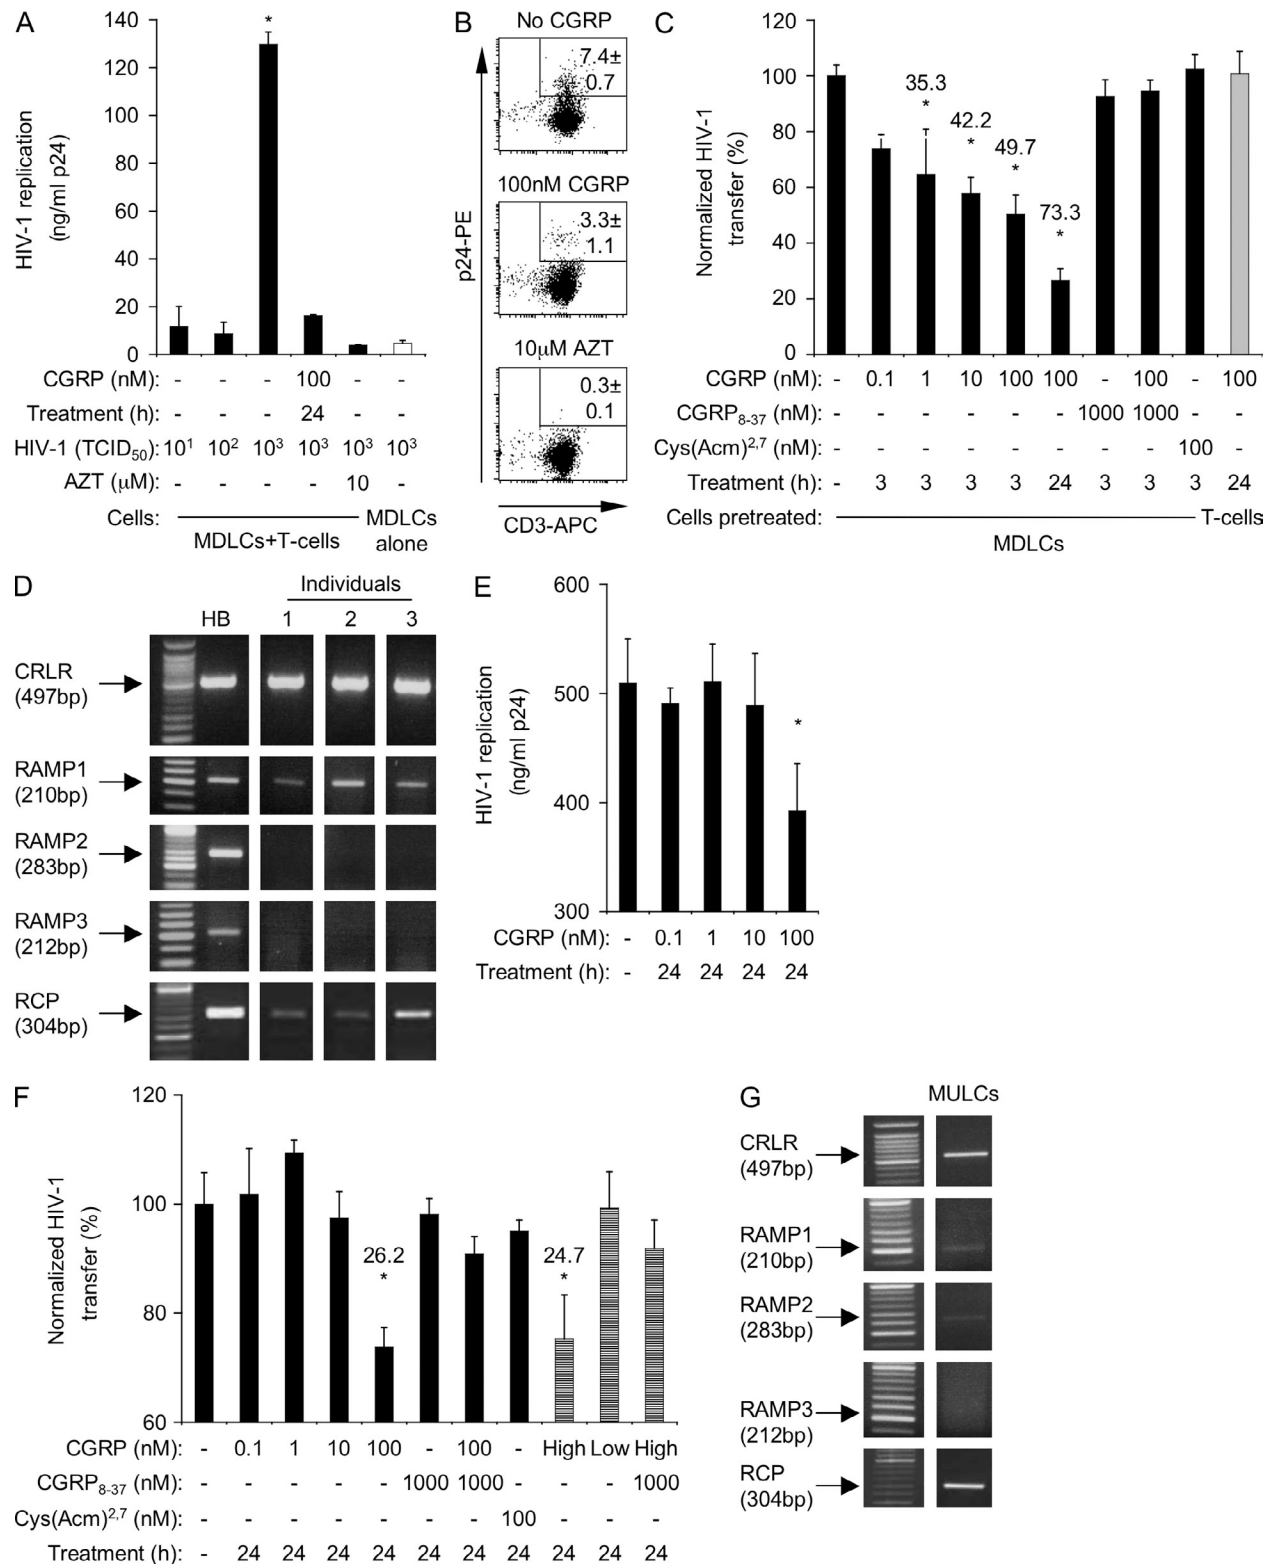 A
140
120
100
80
60
40
20
0
HIV-1 replication
(ng/ml p24)
*
CGRP (nM): - - - 100 - -
Treatment (h): - - - 24 - -
HIV-1 (TCID50): 10¹ 10² 10³ 10³ 10³ 10³
AZT (μM): - - - - 10 -
Cells: MDLCs+T-cells MDLCs
alone
B
No CGRP
7.4±
0.7
100nM CGRP
3.3±
1.1
10μM AZT
0.3±
0.1
p24-PE
CD3-APC
C
120
100
80
60
40
20
0
Normalized HIV-1
transfer (%)
35.3
*
42.2
*
49.7
*
73.3
*
CGRP (nM): - 0.1 1 10 100 100 - 100 - 100
CGRP8-37 (nM): - - - - - - 1000 1000 - -
Cys(Acm)2,7 (nM): - - - - - - - - 100 -
Treatment (h): - 3 3 3 3 24 3 3 3 24
Cells pretreated: MDLCs T-cells
D
Individuals
HB 1 2 3
CRLR
(497bp)
RAMP1
(210bp)
RAMP2
(283bp)
RAMP3
(212bp)
RCP
(304bp)
E
600
500
400
300
HIV-1 replication
(ng/ml p24)
*
CGRP (nM): - 0.1 1 10 100
Treatment (h): - 24 24 24 24
F
120
100
80
60
Normalized HIV-1
transfer (%)
26.2
*
24.7
*
CGRP (nM): - 0.1 1 10 100 - 100 - High Low High
CGRP8-37 (nM): - - - - - 1000 1000 - - - 1000
Cys(Acm)2,7 (nM): - - - - - - - 100 - - -
Treatment (h): - 24 24 24 24 24 24 24 24 24 24
G
MULCs
CRLR
(497bp)
RAMP1
(210bp)
RAMP2
(283bp)
RAMP3
(212bp)
RCP
(304bp)